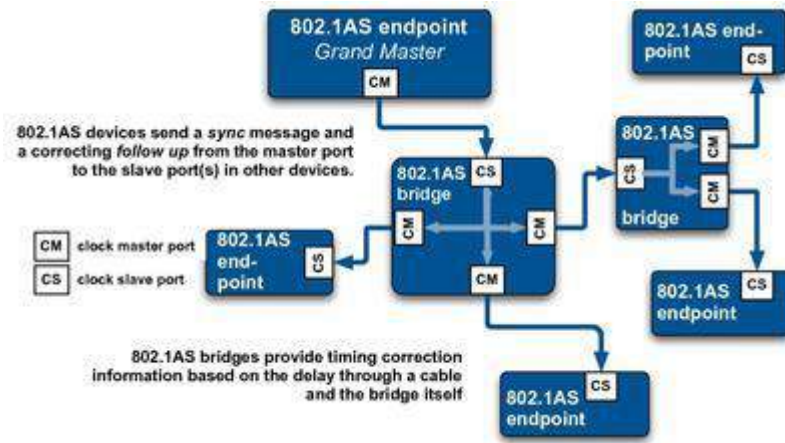 802.1AS endpoint
Grand Master
CM
802.1AS end-
point
CS
802.1AS devices send a sync message and
a correcting follow up from the master port
to the slave port(s) in other devices.
802.1AS
bridge
CS
CM
CM
CM
802.1AS
CS
CM
CM
bridge
CM clock master port
CS clock slave port
802.1AS
end-
point
CS
CS
802.1AS
endpoint
802.1AS bridges provide timing correction
information based on the delay through a cable
and the bridge itself
CS
802.1AS
endpoint